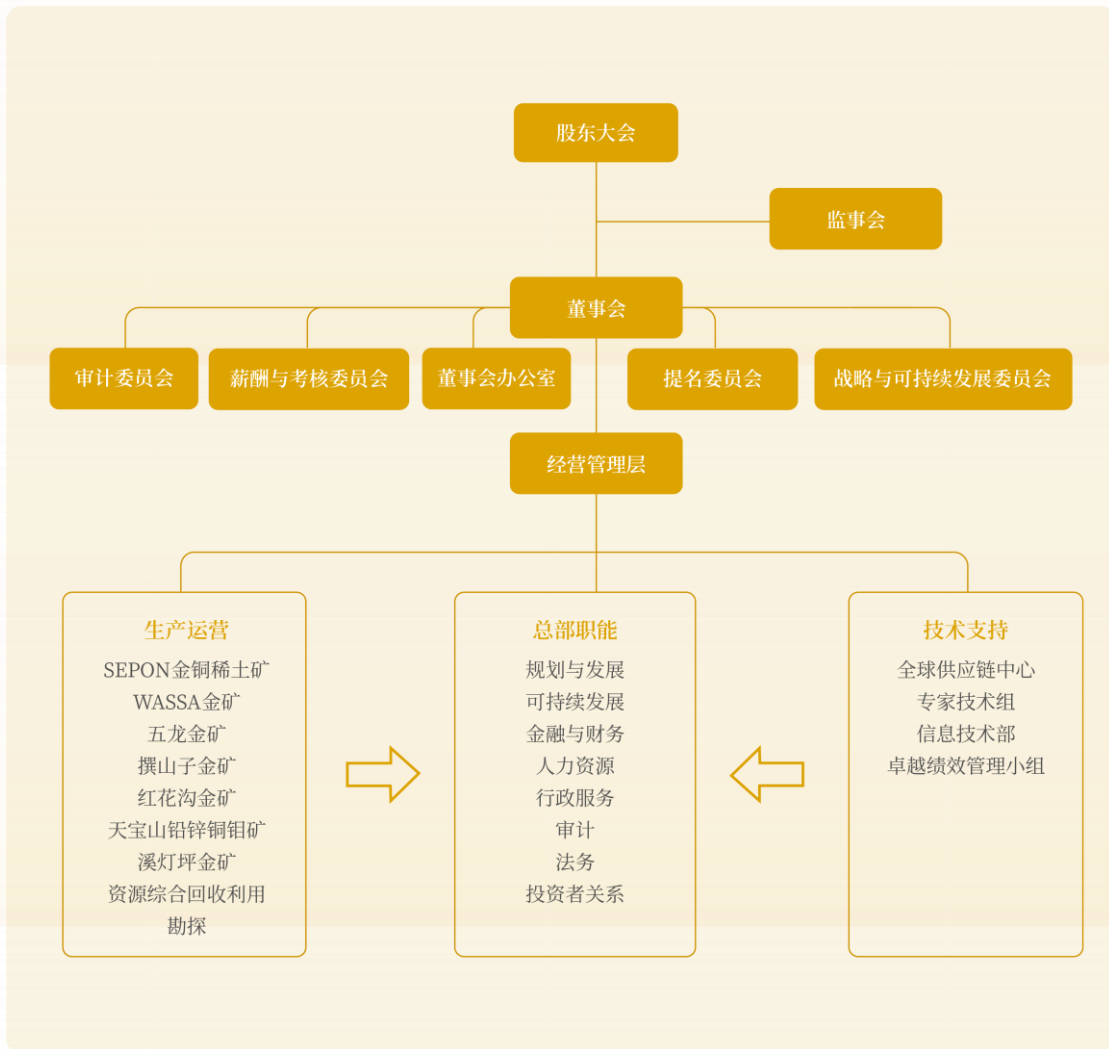 股东大会
监事会
董事会
审计委员会
薪酬与考核委员会
董事会办公室
提名委员会
战略与可持续发展委员会
经营管理层
生产运营
SEPON金铜稀土矿
WASSA金矿
五龙金矿
撰山子金矿
红花沟金矿
天宝山铅锌铜钼矿
溪灯坪金矿
资源综合回收利用
勘探
总部职能
规划与发展
可持续发展
金融与财务
人力资源
行政服务
审计
法务
投资者关系
技术支持
全球供应链中心
专家技术组
信息技术部
卓越绩效管理小组